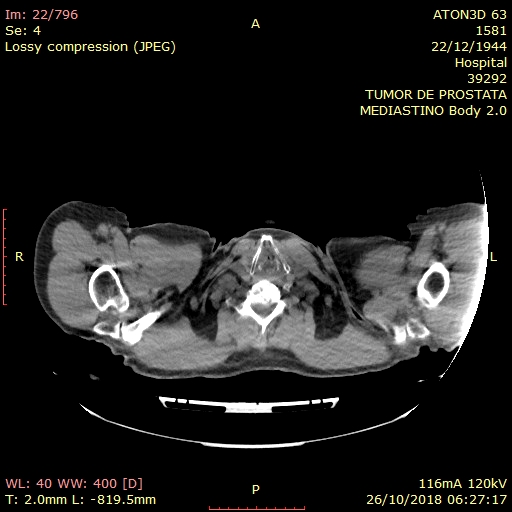 Im: 22/796
Se: 4
Lossy compression (JPEG)
A
ATON3D 63
1581
22/12/1944
Hospital
39292
TUMOR DE PROSTATA
MEDIASTINO Body 2.0
R
L
WL: 40 WW: 400 [D]
T: 2.0mm L: -819.5mm
P
116mA 120kV
26/10/2018 06:27:17